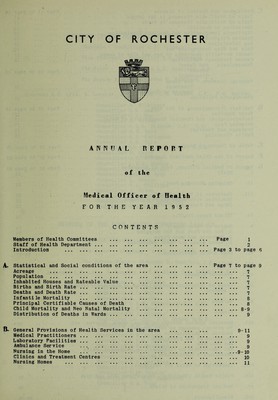 CITY OF ROCHESTER
ANNUAL REPORT
of the
Medical Officer of Health
FOR THE YEAR 1952
CONTENTS
Members of Health Committees ... ... ... ... ... ... Page 1
Staff of Health Department ... ... ... ... ... ... 2
Introduction ... ... ... ... ... ... Page 3 to page 6
A. Statistical and Social conditions of the area ... ... ... ... Page 7 to page 9
Acreage ... ... ... ... ... ... 7
Population ... ... ... ... ... ... 7
Inhabited Houses and Rateable Value ... ... ... ... ... 7
Births and Birth Rate ... ... ... ... ... ... 7
Deaths and Death Rate ... ... ... ... ... ... 7
Infantile Mortality ... ... ... ... ... ... 8
Principal Certifiable Causes of Death ... ... ... ... ... 8
Child Mortality and Neo Natal Mortality ... ... ... ... ... 8-9
Distribution of Deaths in Wards ... ... ... ... ... 9
B. General Provisions of Health Services in the area ... ... ... ... 9-11
Medical Practitioners ... ... ... ... ... ... 9
Laboratory Facilities ... ... ... ... ... ... 9
Ambulance Service ... ... ... ... ... ... 9
Nursing in the Home ... ... ... ... ... ... 9-10
Clinics and Treatment Centres ... ... ... ... ... 10
Nursing Homes ... ... ... ... ... ... 11